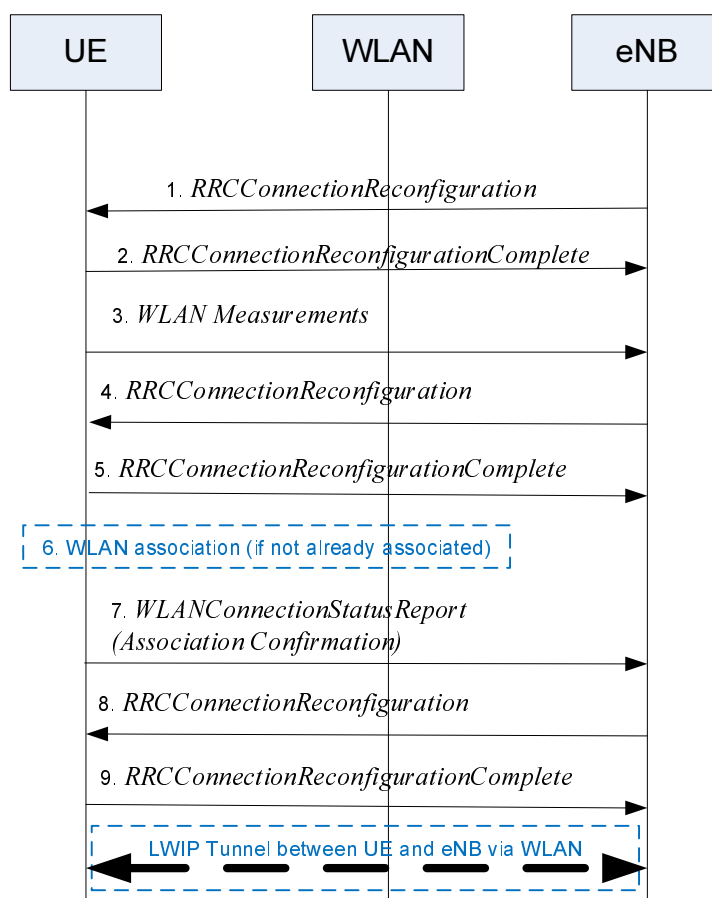 UE
WLAN
eNB
1. RRCConnectionReconfiguration
2. RRCConnectionReconfigurationComplete
3. WLAN Measurements
4. RRCConnectionReconfiguration
5. RRCConnectionReconfigurationComplete
6. WLAN association (if not already associated)
7. WLANConnectionStatusReport
(Association Confirmation)
8. RRCConnectionReconfiguration
9. RRCConnectionReconfigurationComplete
LWIP Tunnel between UE and eNB via WLAN